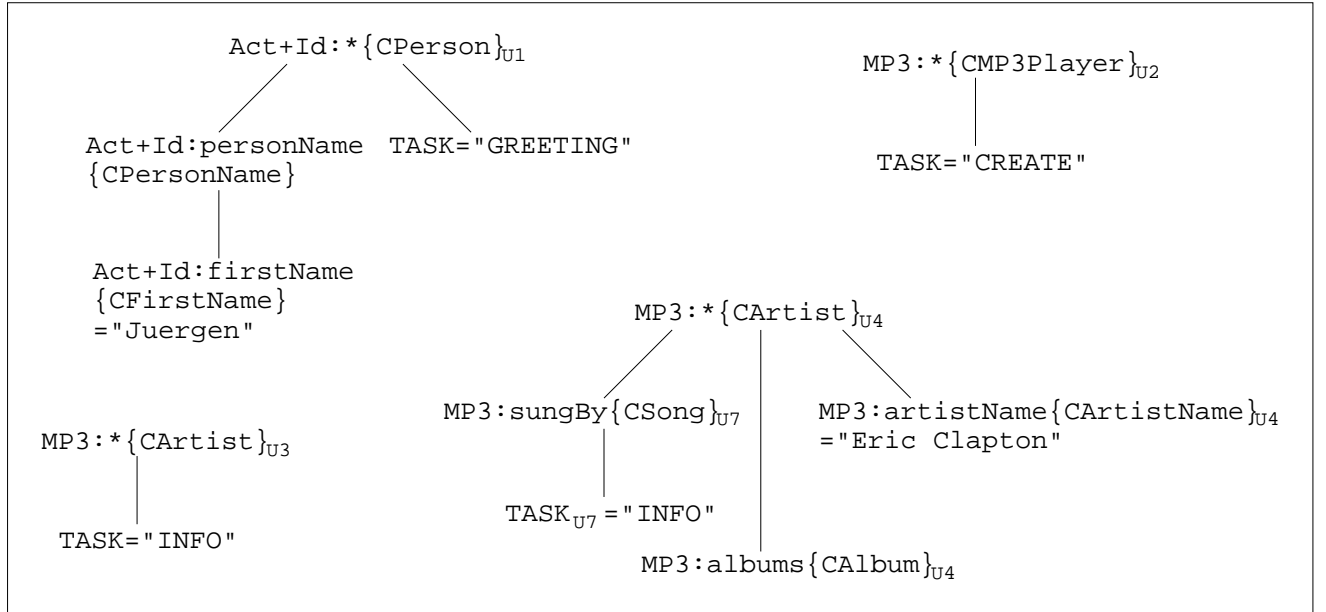 Act+Id:*{CPerson}U1
MP3:*{CMP3Player}U2
Act+Id:personName
{CPersonName}
TASK="GREETING"
TASK="CREATE"
Act+Id:firstName
{CFirstName}
="Juergen"
MP3:*{CArtist}U4
MP3:sungBy{CSong}U7
MP3:artistName{CArtistName}U4
="Eric Clapton"
MP3:*{CArtist}U3
TASKU7="INFO"
TASK="INFO"
MP3:albums{CAlbum}U4